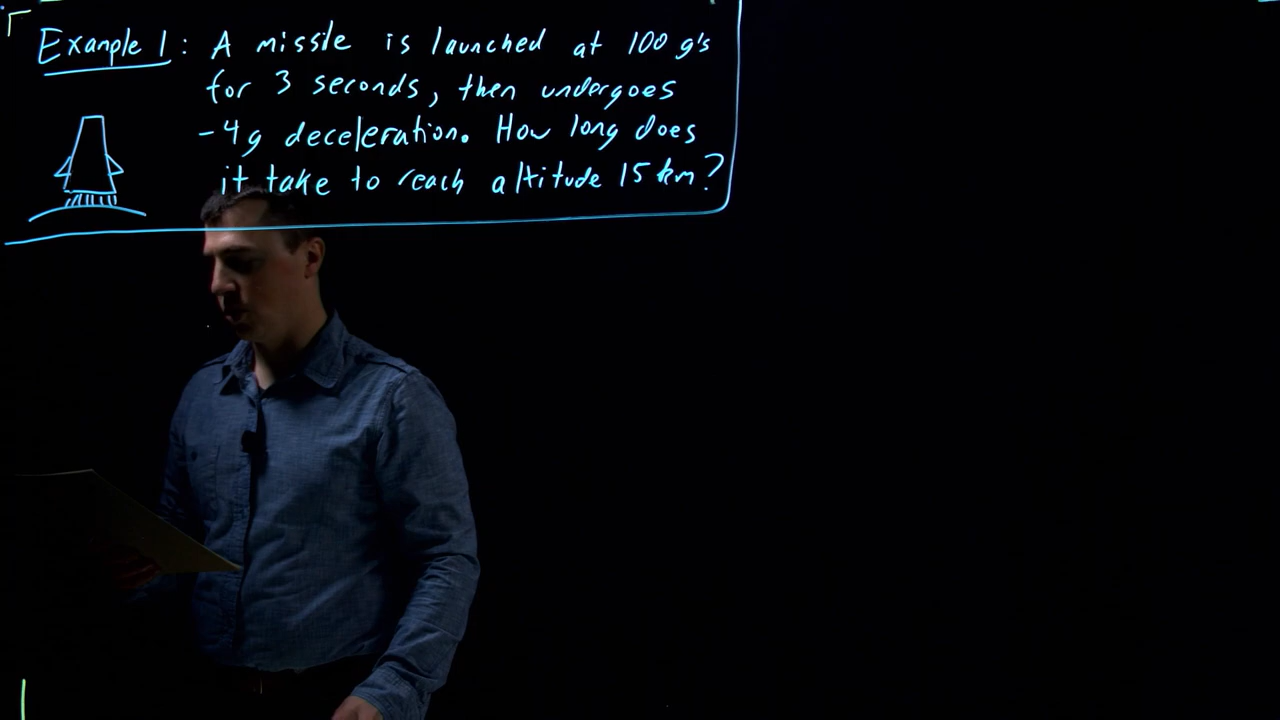 Example 1: A missile is launched at 100 g's
for 3 seconds, then undergoes
-4g deceleration. How long does
it take to reach altitude 15 km?